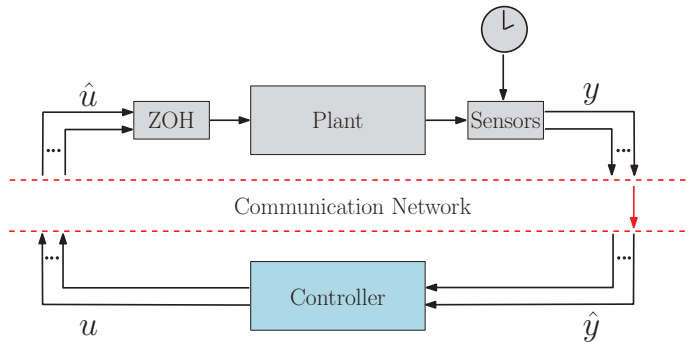 û
y
ZOH
Plant
Sensors
...
...
Communication Network
...
...
Controller
u
ŷ